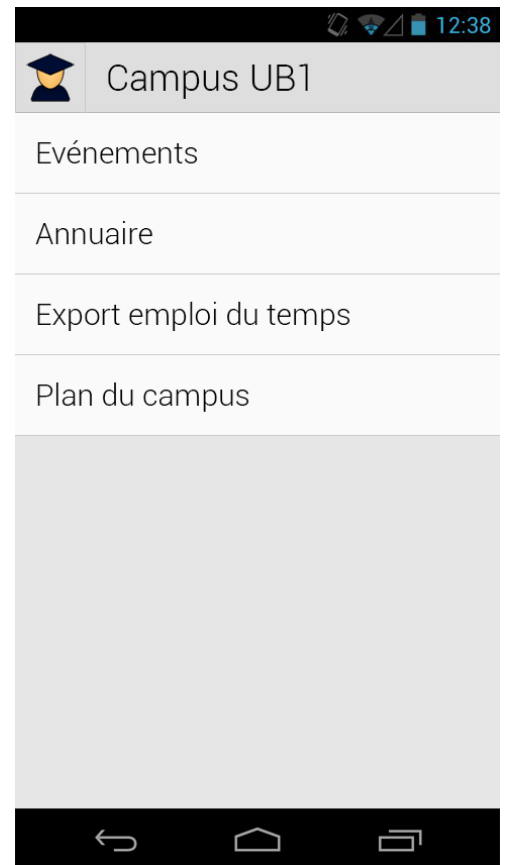 12:38
Campus UB1
Evénements
Annuaire
Export emploi du temps
Plan du campus